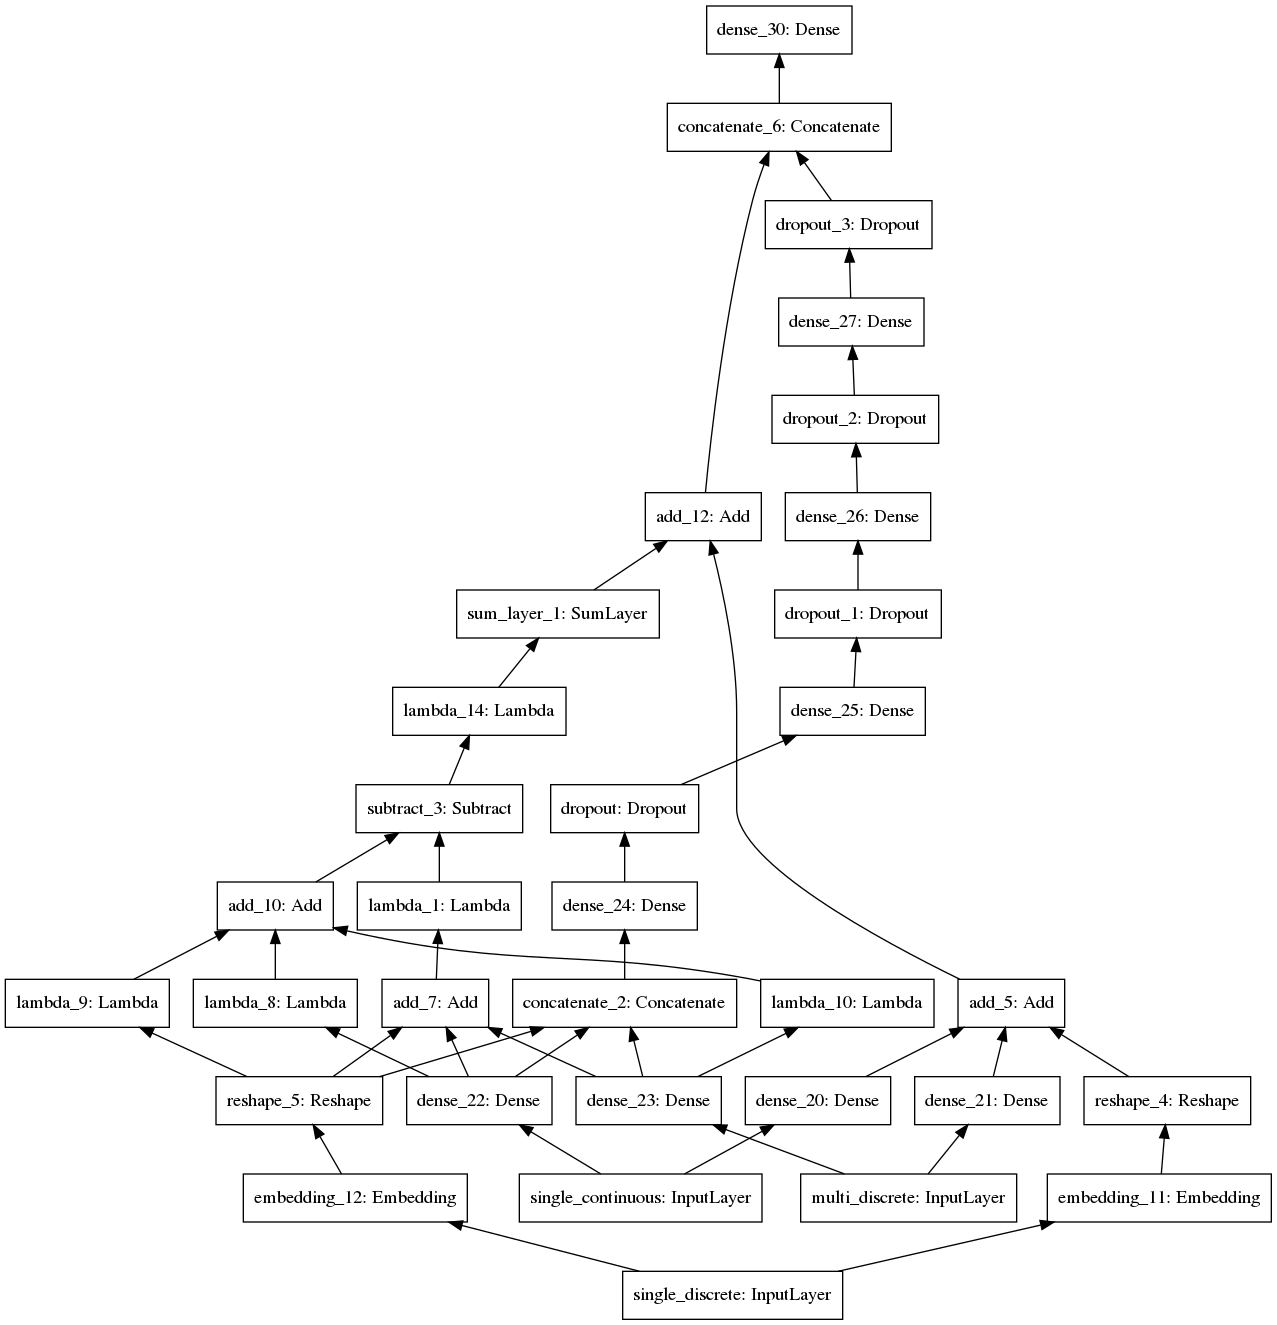 dense_30: Dense
concatenate_6: Concatenate
dropout_3: Dropout
dense_27: Dense
dropout_2: Dropout
add_12: Add
dense_26: Dense
sum_layer_1: SumLayer
dropout_1: Dropout
lambda_14: Lambda
dense_25: Dense
subtract_3: Subtract
dropout: Dropout
add_10: Add
lambda_1: Lambda
dense_24: Dense
lambda_9: Lambda
lambda_8: Lambda
add_7: Add
concatenate_2: Concatenate
lambda_10: Lambda
add_5: Add
reshape_5: Reshape
dense_22: Dense
dense_23: Dense
dense_20: Dense
dense_21: Dense
reshape_4: Reshape
embedding_12: Embedding
single_continuous: InputLayer
multi_discrete: InputLayer
embedding_11: Embedding
single_discrete: InputLayer